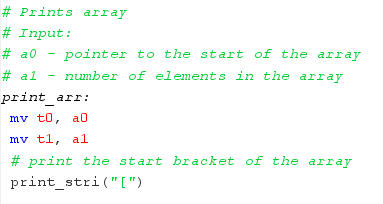 # Prints array
# Input:
# a0 - pointer to the start of the array
# a1 - number of elements in the array
print_arr:
mv t0, a0
mv t1, a1
# print the start bracket of the array
print_stri("[")